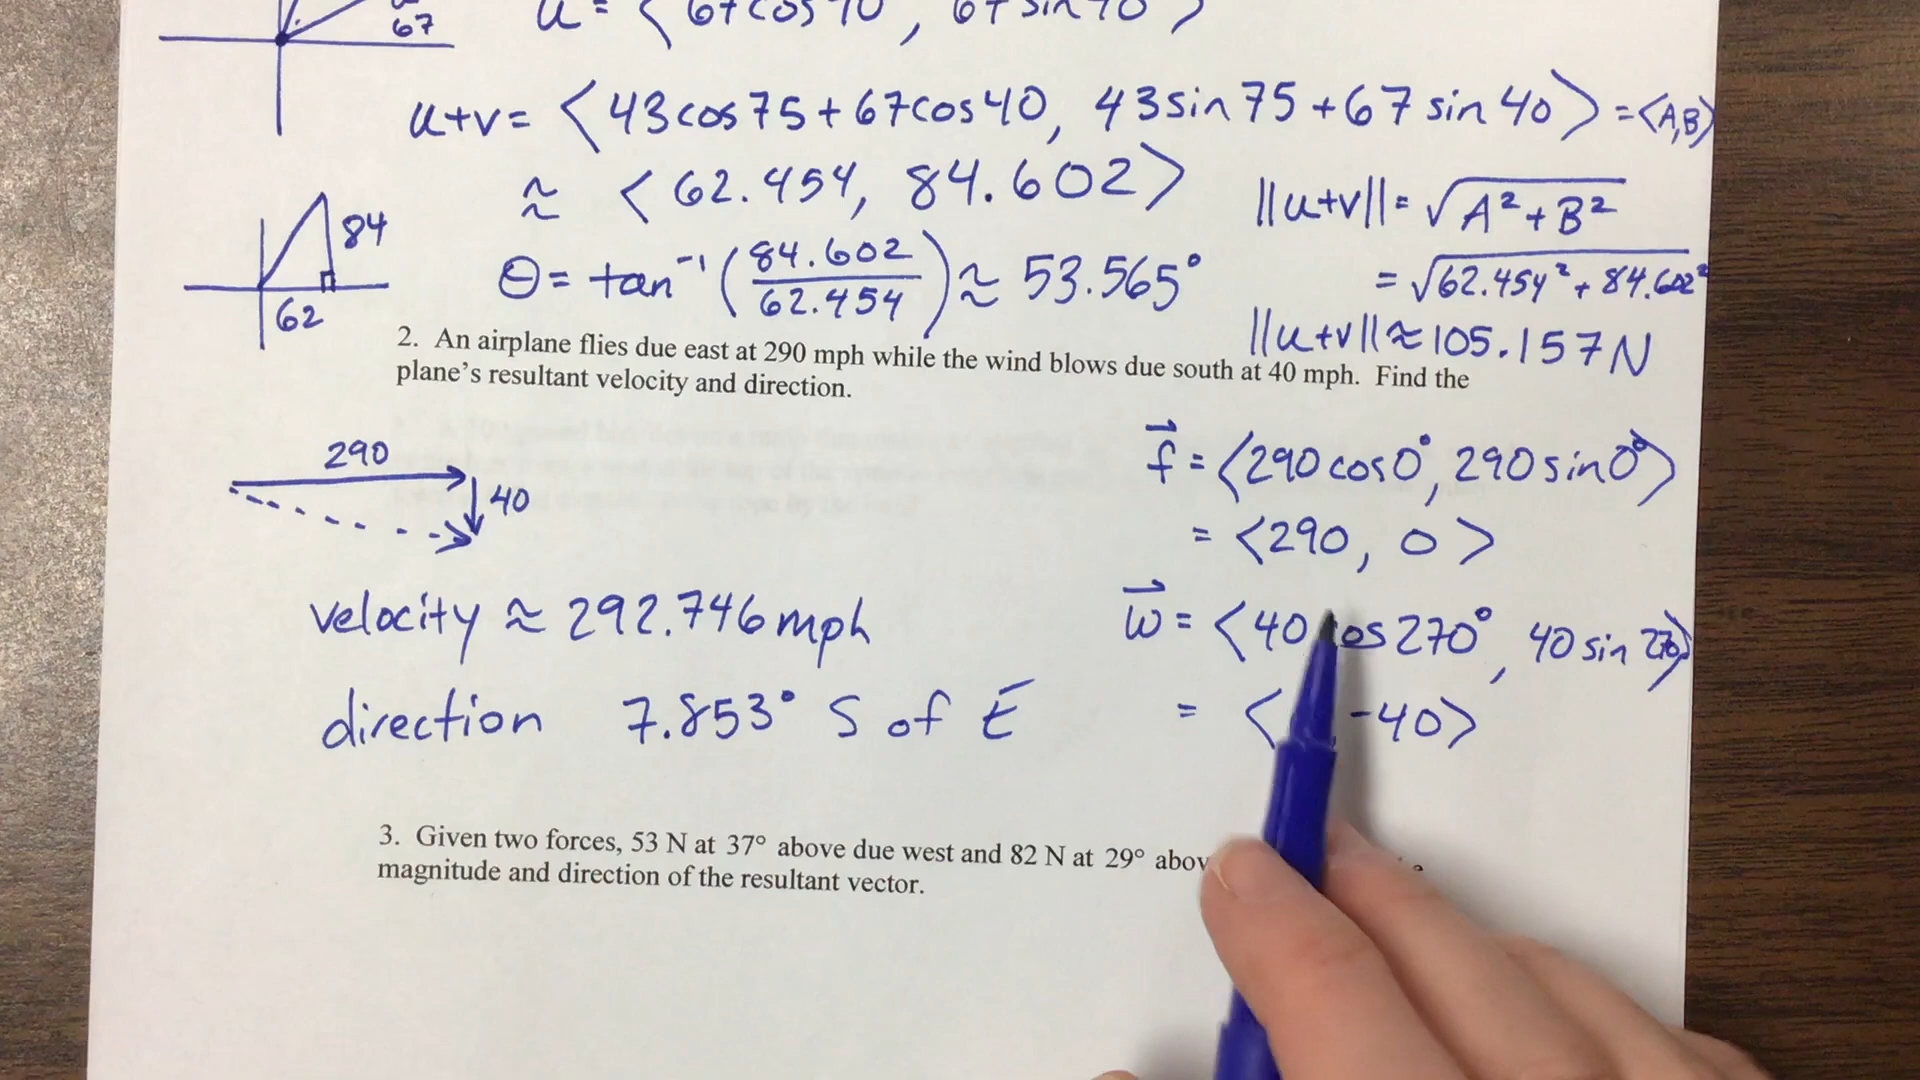 67
u = ⟨67cos40, 67sin40⟩
u+v = ⟨43cos75+67cos40, 43sin75+67sin40⟩ = ⟨A,B⟩
≈ ⟨62.454, 84.602⟩
||u+v|| = √A²+B²
84
62
θ = tan⁻¹(84.602/62.454) ≈ 53.565°
= √62.454²+84.602²
||u+v|| ≈ 105.157N
2. An airplane flies due east at 290 mph while the wind blows due south at 40 mph. Find the
plane's resultant velocity and direction.
290
40
f⃗ = ⟨290cos0°, 290sin0°⟩
= ⟨290, 0⟩
velocity ≈ 292.746mph
w⃗ = ⟨40 cos270°, 40 sin 270⟩
direction 7.853° S of E
= ⟨ , -40⟩
3. Given two forces, 53 N at 37° above due west and 82 N at 29°
magnitude and direction of the resultant vector.